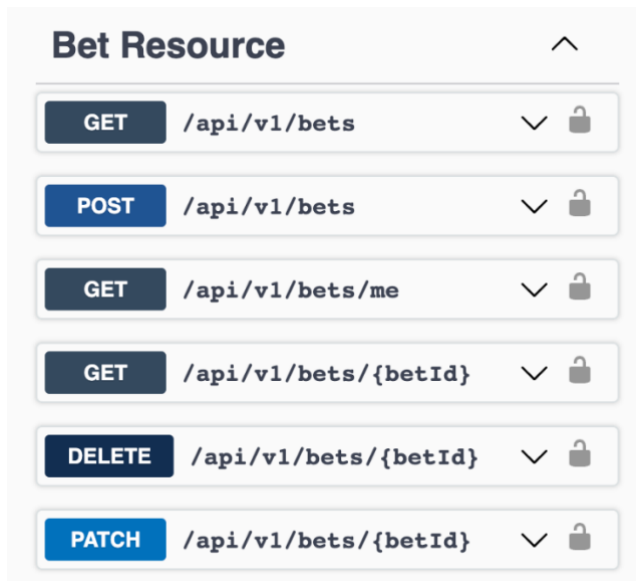 Bet Resource
GET /api/v1/bets
POST /api/v1/bets
GET /api/v1/bets/me
GET /api/v1/bets/{betId}
DELETE /api/v1/bets/{betId}
PATCH /api/v1/bets/{betId}